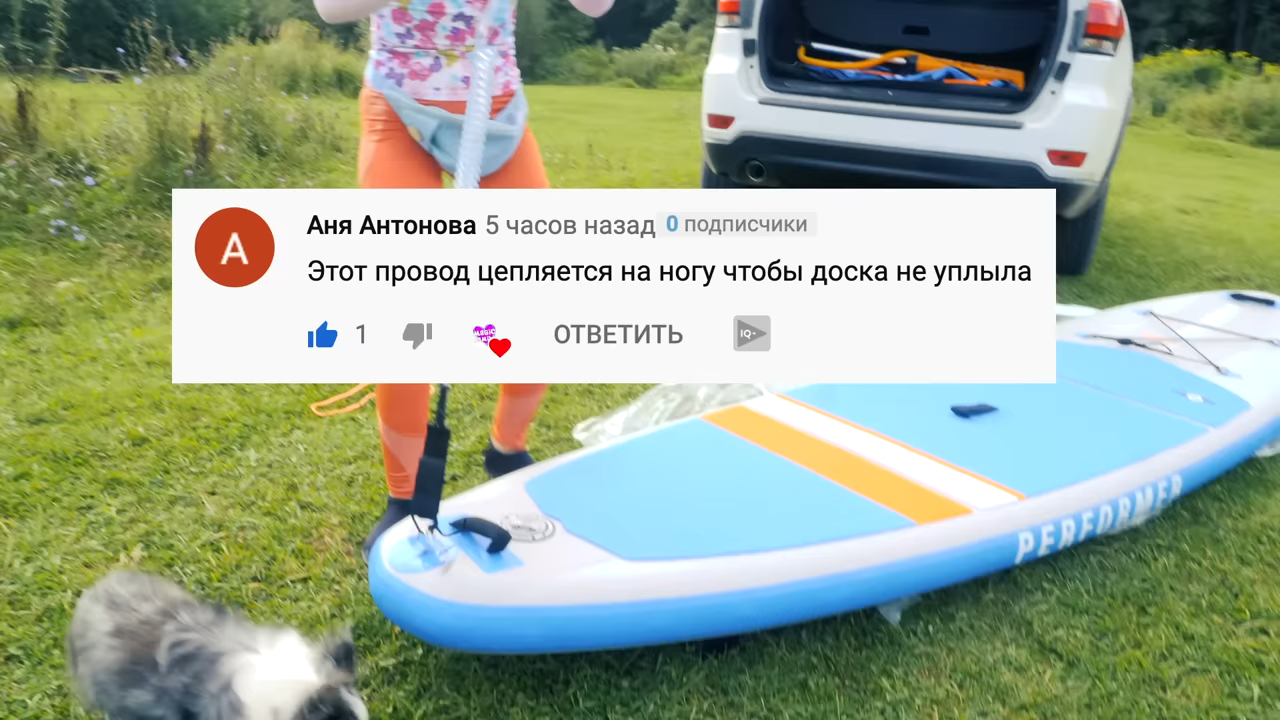 А
Аня Антонова 5 часов назад 0 подписчики
Этот провод цепляется на ногу чтобы доска не уплыла
1
ОТВЕТИТЬ
IQ
PERFORMER